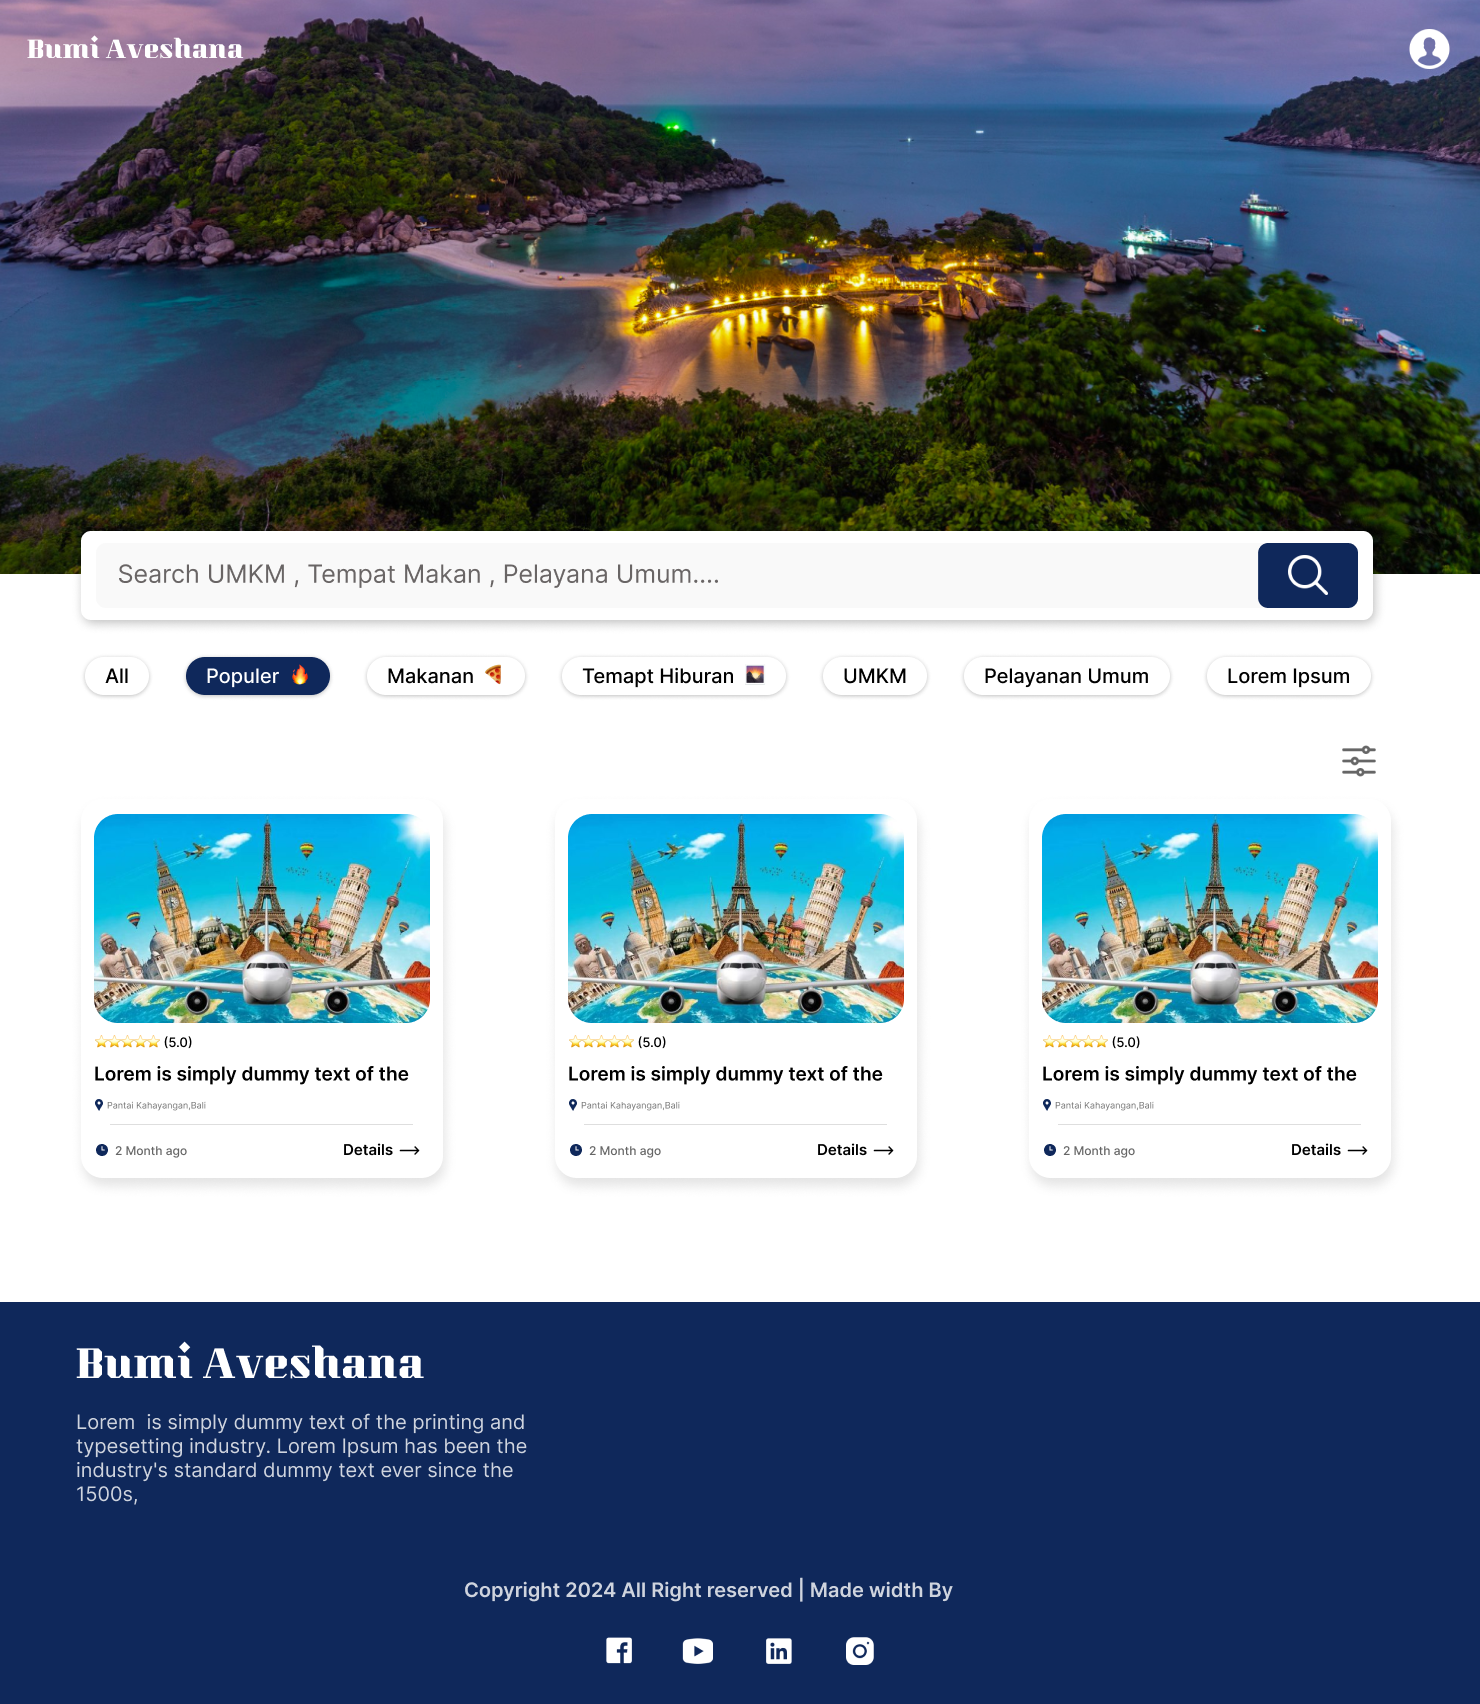 Bumi Aveshana
Search UMKM , Tempat Makan , Pelayana Umum....
All
Populer 🔥
Makanan 🍕
Temapt Hiburan 🌄
UMKM
Pelayanan Umum
Lorem Ipsum
⭐⭐⭐⭐⭐ (5.0)
Lorem is simply dummy text of the
Pantai Kahayangan,Bali
2 Month ago
Details
⭐⭐⭐⭐⭐ (5.0)
Lorem is simply dummy text of the
Pantai Kahayangan,Bali
2 Month ago
Details
⭐⭐⭐⭐⭐ (5.0)
Lorem is simply dummy text of the
Pantai Kahayangan,Bali
2 Month ago
Details
Bumi Aveshana
Lorem  is simply dummy text of the printing and
typesetting industry. Lorem Ipsum has been the
industry's standard dummy text ever since the
1500s,
Copyright 2024 All Right reserved | Made width By